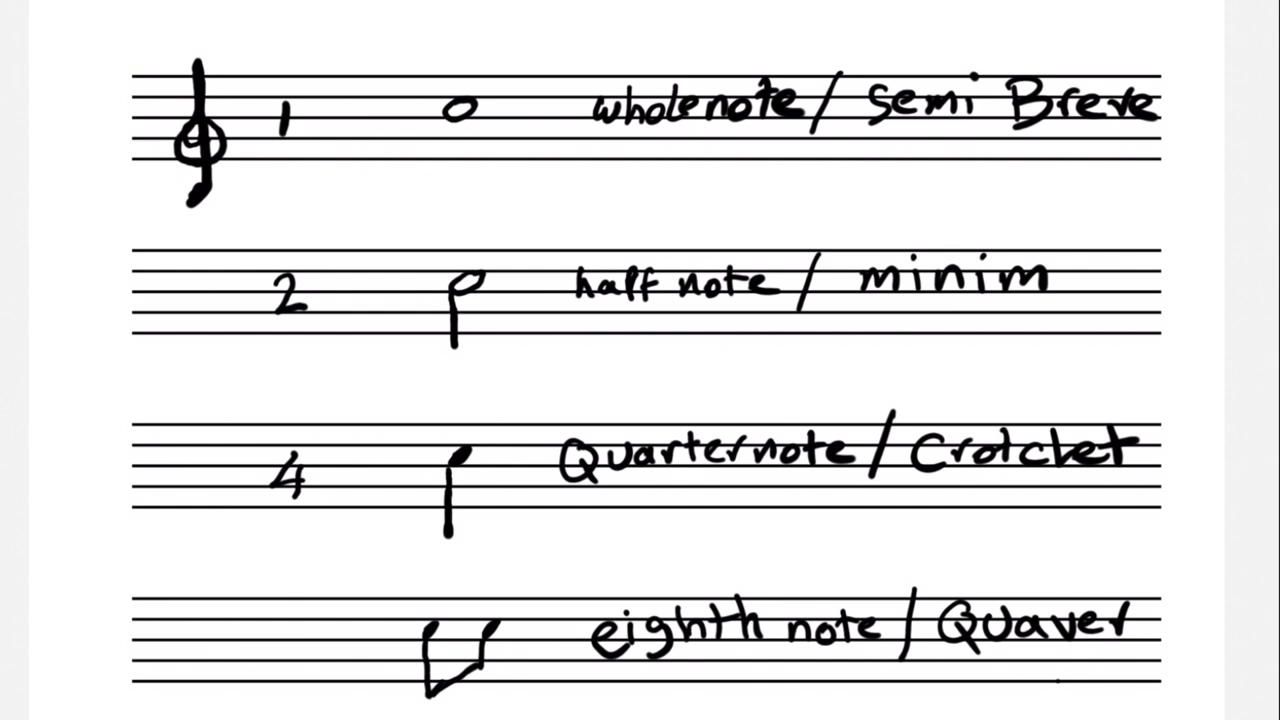 1 wholenote / Semi Breve
2 half note / minim
4 Quarternote / Crotchet
eighth note / Quaver